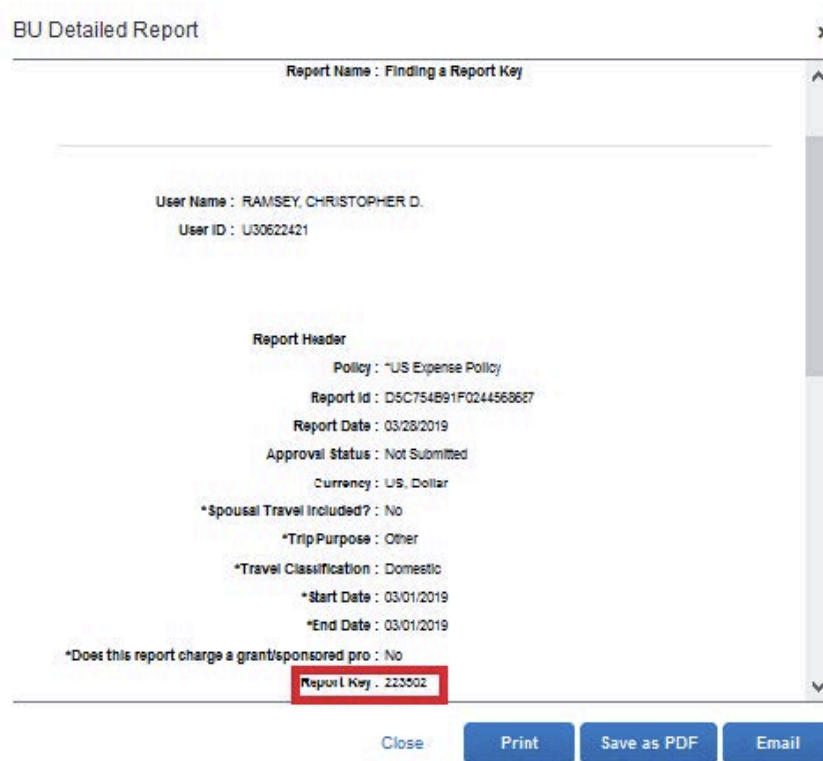 BU Detailed Report
Report Name : Finding a Report Key
User Name : RAMSEY, CHRISTOPHER D.
User ID : U30622421
Report Header
Policy : *US Expense Policy
Report Id : D5C754B91F0244568687
Report Date : 03/28/2019
Approval Status : Not Submitted
Currency : US, Dollar
*Spousal Travel Included? : No
*Trip Purpose : Other
*Travel Classification : Domestic
*Start Date : 03/01/2019
*End Date : 03/01/2019
*Does this report charge a grant/sponsored pro : No
Report Key : 223502
Close Print Save as PDF Email